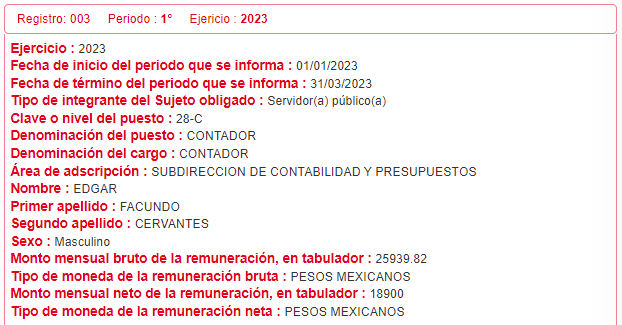 Registro: 003 Periodo : 1° Ejericio : 2023
Ejercicio : 2023
Fecha de inicio del periodo que se informa : 01/01/2023
Fecha de término del periodo que se informa : 31/03/2023
Tipo de integrante del Sujeto obligado : Servidor(a) público(a)
Clave o nivel del puesto : 28-C
Denominación del puesto : CONTADOR
Denominación del cargo : CONTADOR
Área de adscripción : SUBDIRECCION DE CONTABILIDAD Y PRESUPUESTOS
Nombre : EDGAR
Primer apellido : FACUNDO
Segundo apellido : CERVANTES
Sexo : Masculino
Monto mensual bruto de la remuneración, en tabulador : 25939.82
Tipo de moneda de la remuneración bruta : PESOS MEXICANOS
Monto mensual neto de la remuneración, en tabulador : 18900
Tipo de moneda de la remuneración neta : PESOS MEXICANOS